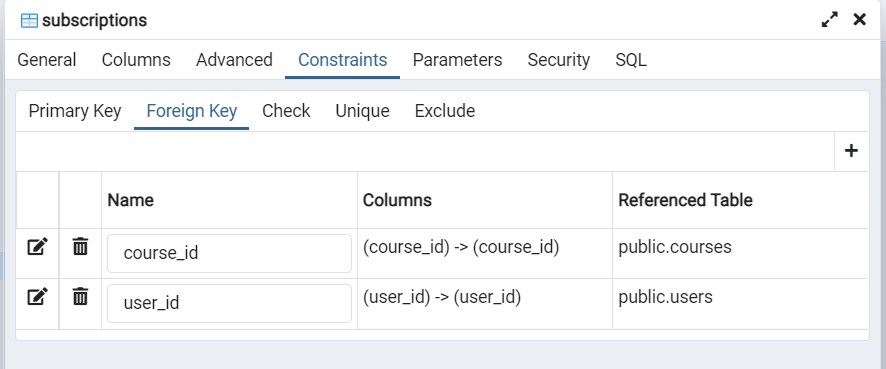 subscriptions
General Columns Advanced Constraints Parameters Security SQL
Primary Key Foreign Key Check Unique Exclude
+
Name Columns Referenced Table
course_id (course_id) -> (course_id) public.courses
user_id (user_id) -> (user_id) public.users